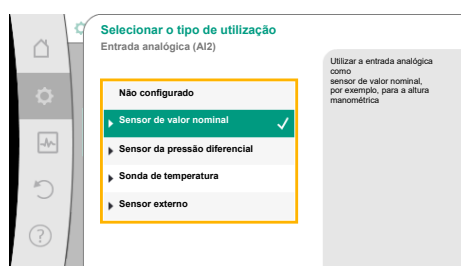 Selecionar o tipo de utilização
Entrada analógica (AI2)
Não configurado
Sensor de valor nominal
Sensor da pressão diferencial
Sonda de temperatura
Sensor externo
Utilizar a entrada analógica
como
sensor de valor nominal,
por exemplo, para a altura
manométrica
?